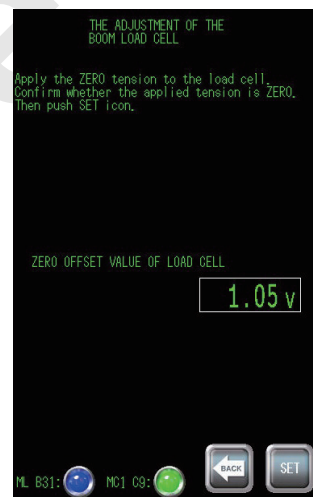 THE ADJUSTMENT OF THE
BOOM LOAD CELL
Apply the ZERO tension to the load cell.
Confirm whether the applied tension is ZERO.
Then push SET icon.
ZERO OFFSET VALUE OF LOAD CELL
1.05 v
BACK
SET
ML B31:
MC1 C9: